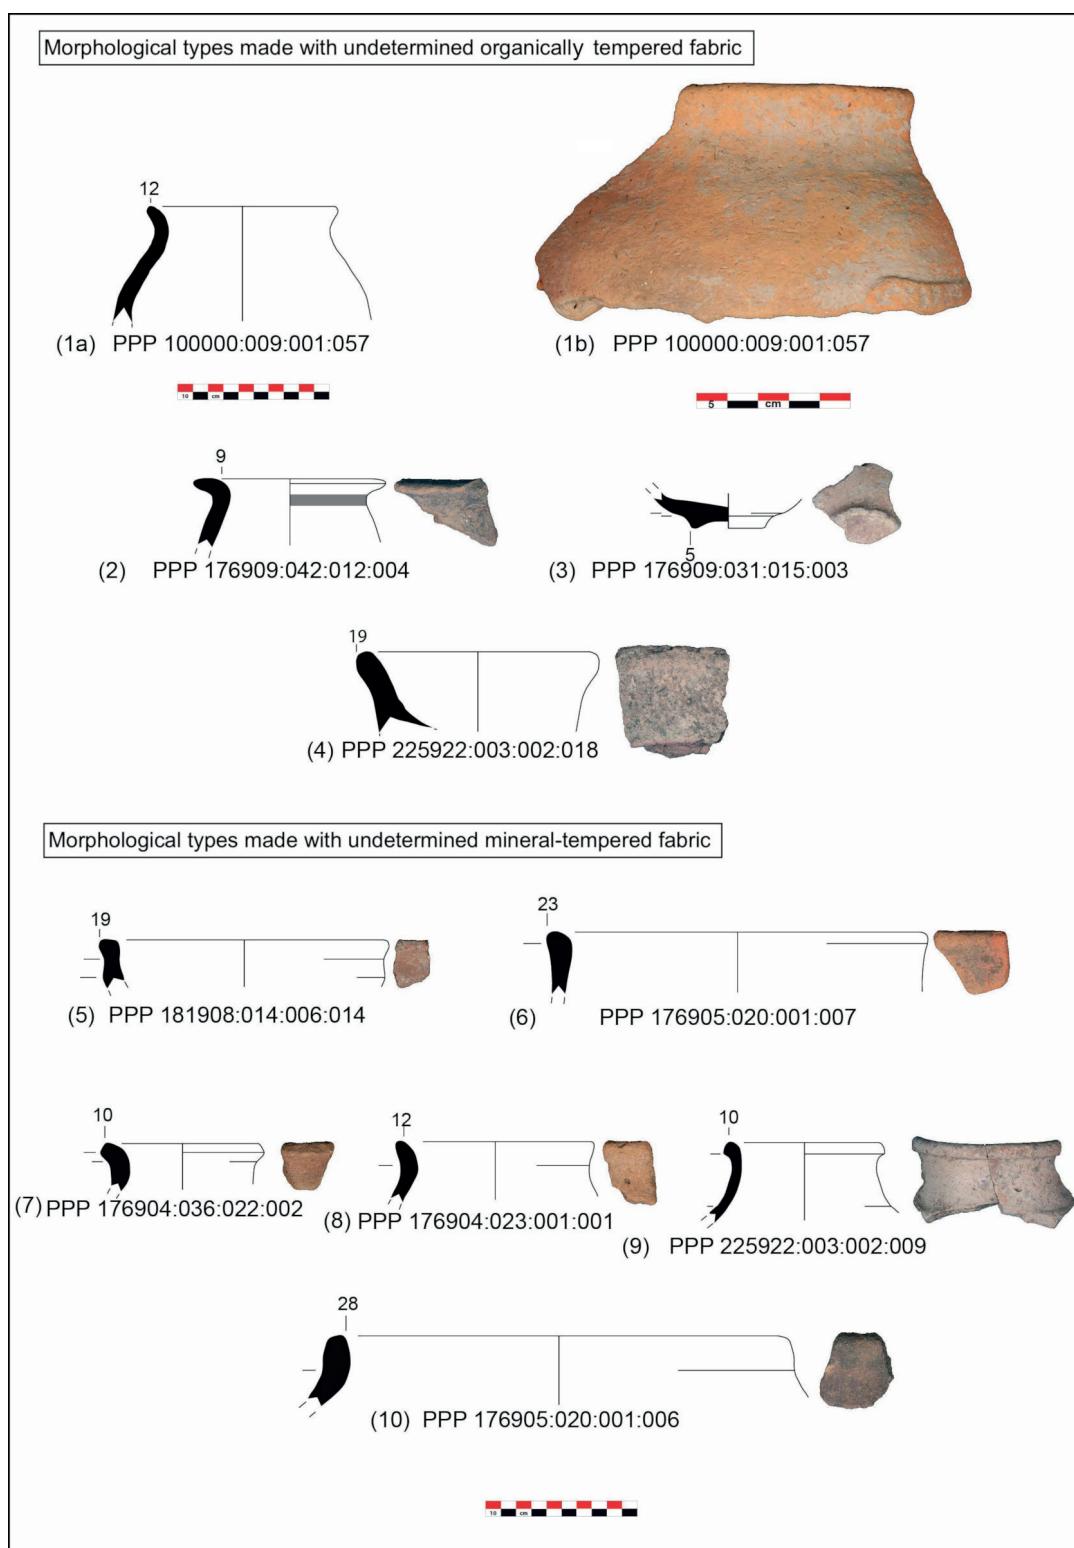 Morphological types made with undetermined organically tempered fabric
12
(1a) PPP 100000:009:001:057
(1b) PPP 100000:009:001:057
10 cm
5 cm
9
(2) PPP 176909:042:012:004
5
(3) PPP 176909:031:015:003
19
(4) PPP 225922:003:002:018
Morphological types made with undetermined mineral-tempered fabric
19
(5) PPP 181908:014:006:014
23
(6) PPP 176905:020:001:007
10
(7) PPP 176904:036:022:002
12
(8) PPP 176904:023:001:001
10
(9) PPP 225922:003:002:009
28
(10) PPP 176905:020:001:006
10 cm